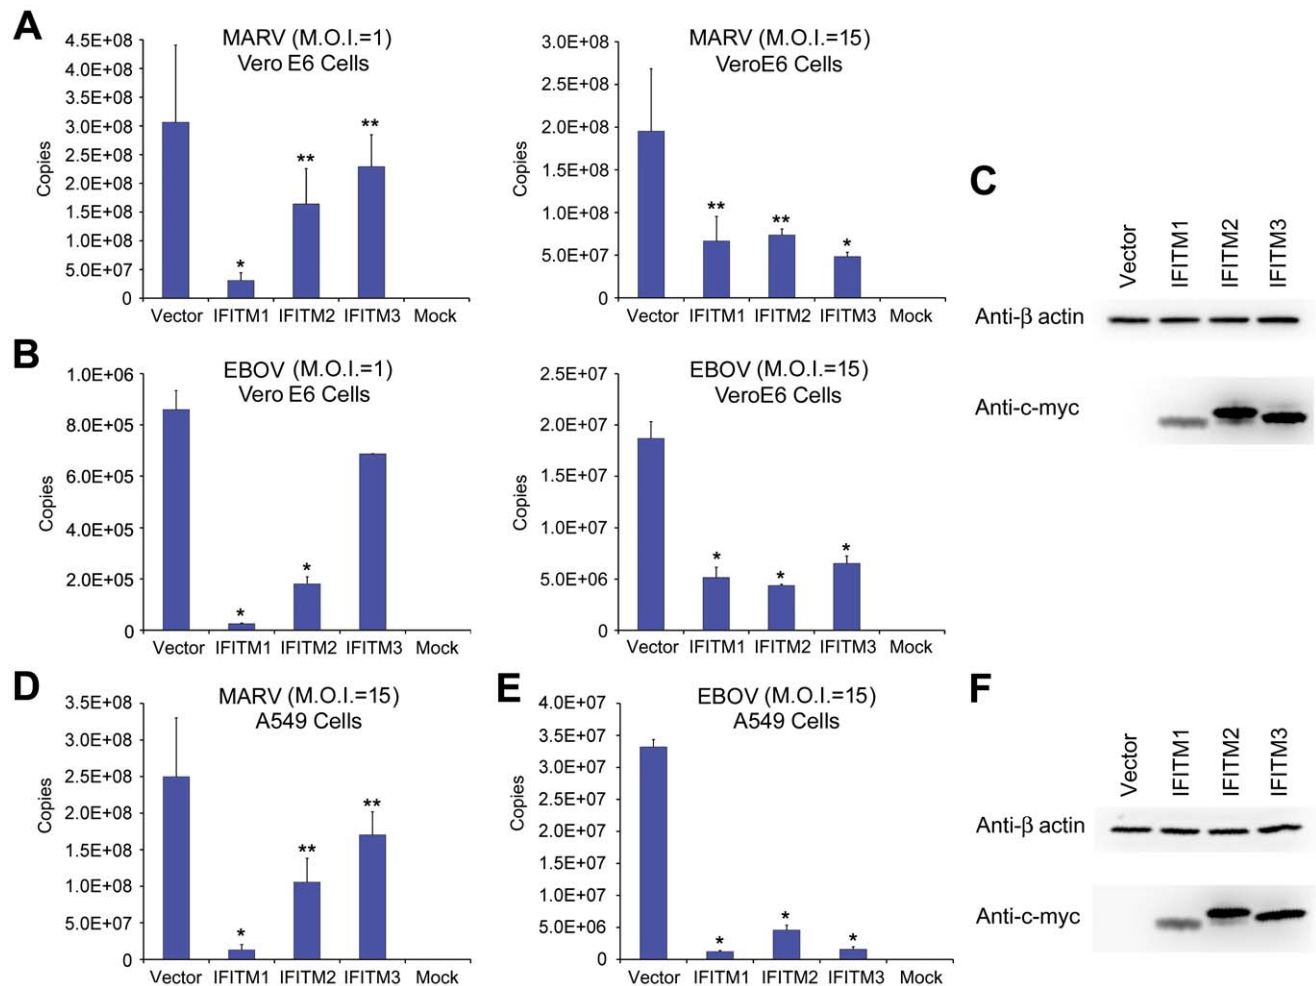 A
MARV (M.O.I.=1)
Vero E6 Cells
Copies
4.5E+08
4.0E+08
3.5E+08
3.0E+08
2.5E+08
2.0E+08
1.5E+08
1.0E+08
5.0E+07
0
*
**
**
Vector IFITM1 IFITM2 IFITM3 Mock
MARV (M.O.I.=15)
VeroE6 Cells
Copies
3.0E+08
2.5E+08
2.0E+08
1.5E+08
1.0E+08
5.0E+07
0
**
**
*
Vector IFITM1 IFITM2 IFITM3 Mock
B
EBOV (M.O.I.=1)
Vero E6 Cells
Copies
1.0E+06
8.0E+05
6.0E+05
4.0E+05
2.0E+05
0
*
*
Vector IFITM1 IFITM2 IFITM3 Mock
EBOV (M.O.I.=15)
VeroE6 Cells
Copies
2.5E+07
2.0E+07
1.5E+07
1.0E+07
5.0E+06
0
*
*
*
Vector IFITM1 IFITM2 IFITM3 Mock
C
Vector
IFITM1
IFITM2
IFITM3
Anti-β actin
Anti-c-myc
D
MARV (M.O.I.=15)
A549 Cells
Copies
3.5E+08
3.0E+08
2.5E+08
2.0E+08
1.5E+08
1.0E+08
5.0E+07
0
*
**
**
Vector IFITM1 IFITM2 IFITM3 Mock
E
EBOV (M.O.I.=15)
A549 Cells
Copies
4.0E+07
3.5E+07
3.0E+07
2.5E+07
2.0E+07
1.5E+07
1.0E+07
5.0E+06
0
*
*
*
Vector IFITM1 IFITM2 IFITM3 Mock
F
Vector
IFITM1
IFITM2
IFITM3
Anti-β actin
Anti-c-myc